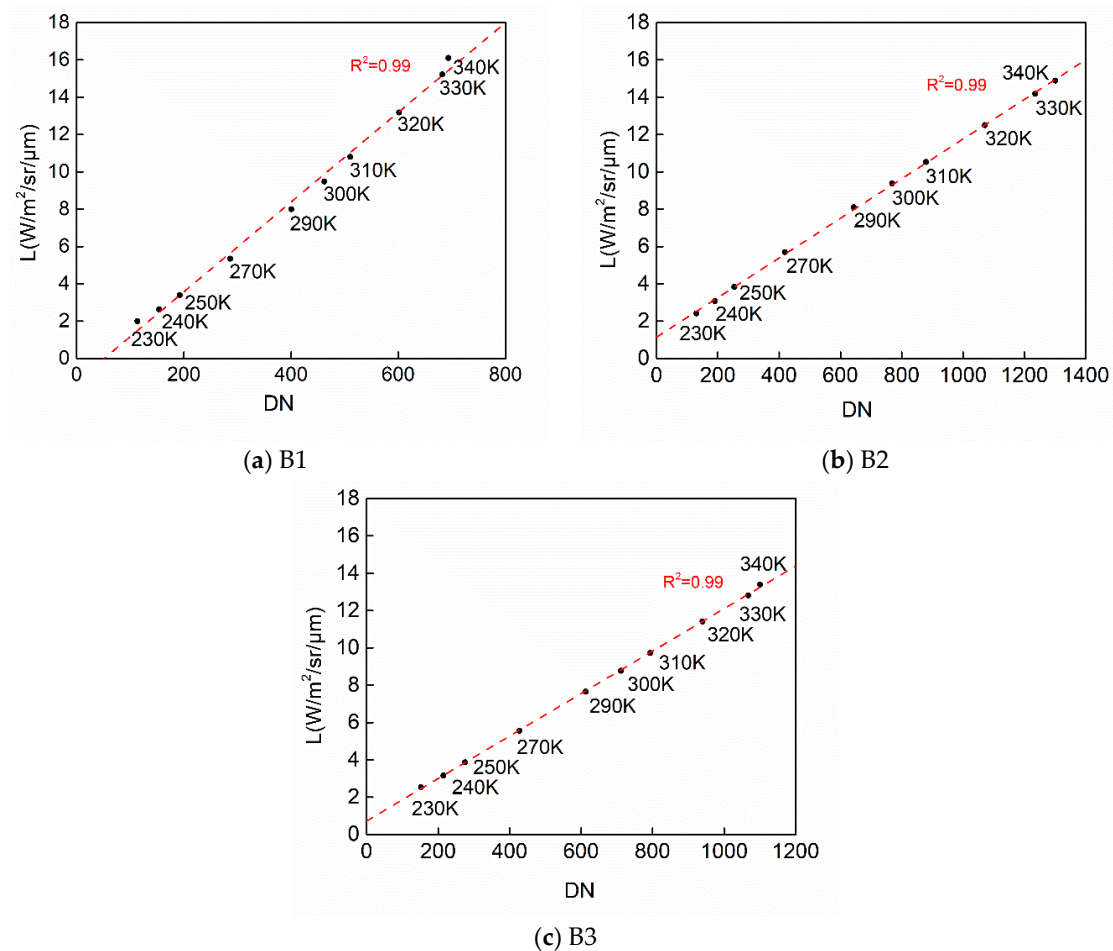 18
16
14
12
10
8
6
4
2
0
L(W/m²/sr/μm)
R²=0.99
340K
330K
320K
310K
300K
290K
270K
250K
240K
230K
0 200 400 600 800
DN
(a) B1
18
16
14
12
10
8
6
4
2
0
L(W/m²/sr/μm)
R²=0.99
340K
330K
320K
310K
300K
290K
270K
250K
240K
230K
0 200 400 600 800 1000 1200 1400
DN
(b) B2
18
16
14
12
10
8
6
4
2
0
L(W/m²/sr/μm)
R²=0.99
340K
330K
320K
310K
300K
290K
270K
250K
240K
230K
0 200 400 600 800 1000 1200
DN
(c) B3